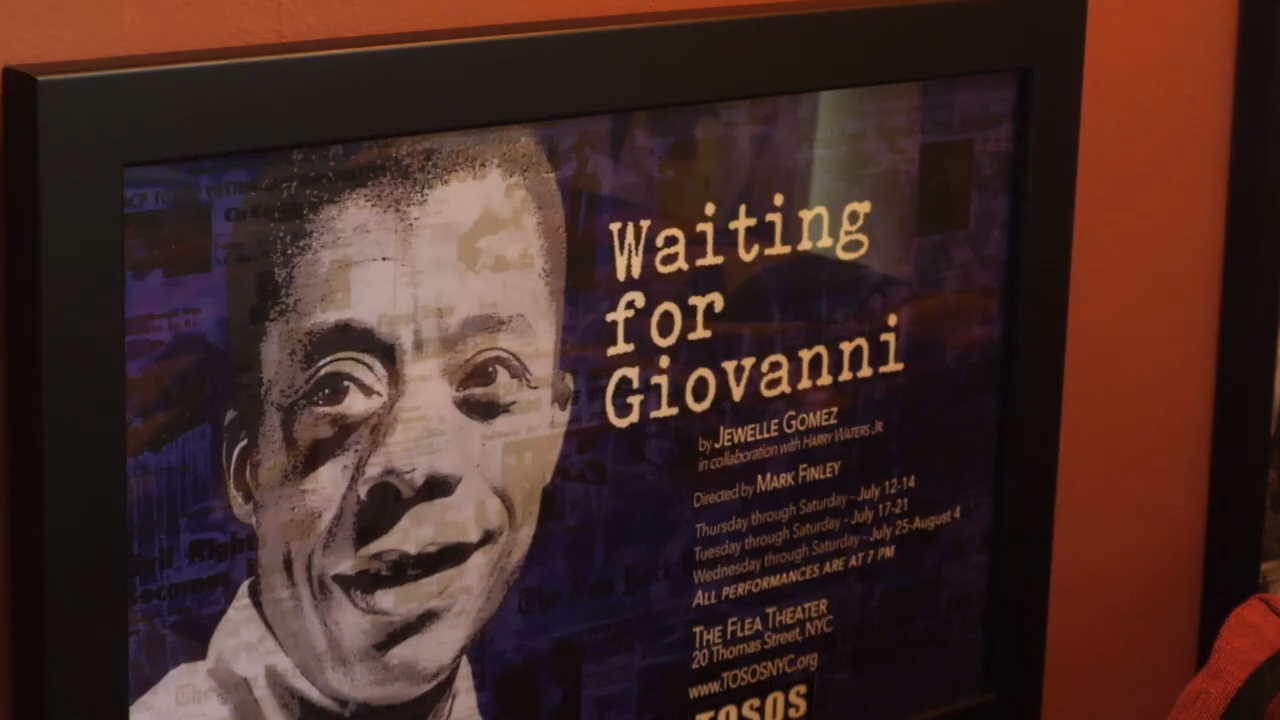 Waiting
for
Giovanni
by JEWELLE GOMEZ
in collaboration with HARRY WATERS JR.
Directed by MARK FINLEY
Thursday through Saturday - July 12-14
Tuesday through Saturday - July 17-21
Wednesday through Saturday - July 25-August 4
ALL PERFORMANCES ARE AT 7 PM
THE FLEA THEATER
20 Thomas Street, NYC
www.TOSOSNYC.org
TOSOS